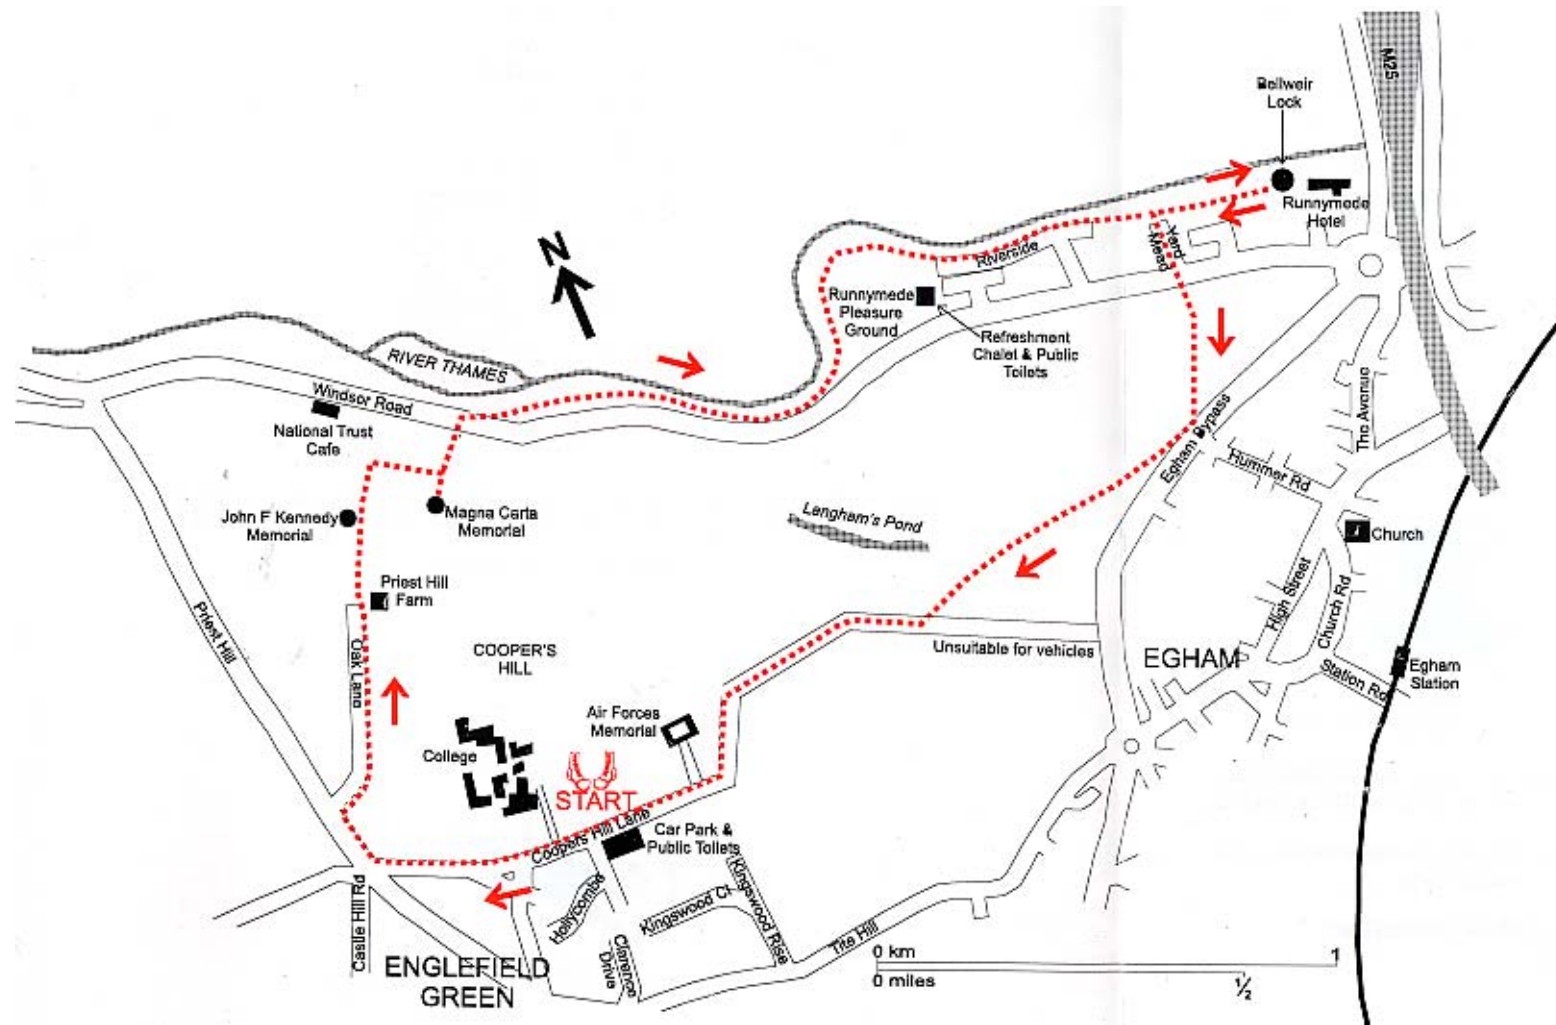 M25
Bellweir
Lock
Runnymede
Hotel
N
Yard
Mead
Riverside
Runnymede
Pleasure
Ground
Refreshment
Chalet & Public
Toilets
RIVER THAMES
Windsor Road
National Trust
Cafe
The Avenue
Egham Bypass
Hummer Rd
John F Kennedy
Memorial
Magna Carta
Memorial
Langham's Pond
Church
Priest Hill
Farm
High Street
Church Rd
Priest Hill
Oak Lane
COOPER'S
HILL
Unsuitable for vehicles
EGHAM
Station Rd
Egham
Station
Air Forces
Memorial
College
START
Coopers Hill Lane
Car Park &
Public Toilets
Hollycombe
Kingswood Ct
Kingswood Rise
Castle Hill Rd
Clarence
Drive
Tite Hill
ENGLEFIELD
GREEN
0 km
1
0 miles
½